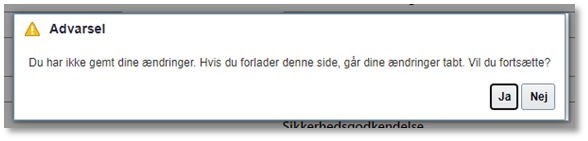 Advarsel
Du har ikke gemt dine ændringer. Hvis du forlader denne side, går dine ændringer tabt. Vil du fortsætte?
Ja Nej
Sikkerhedsgodkendelse